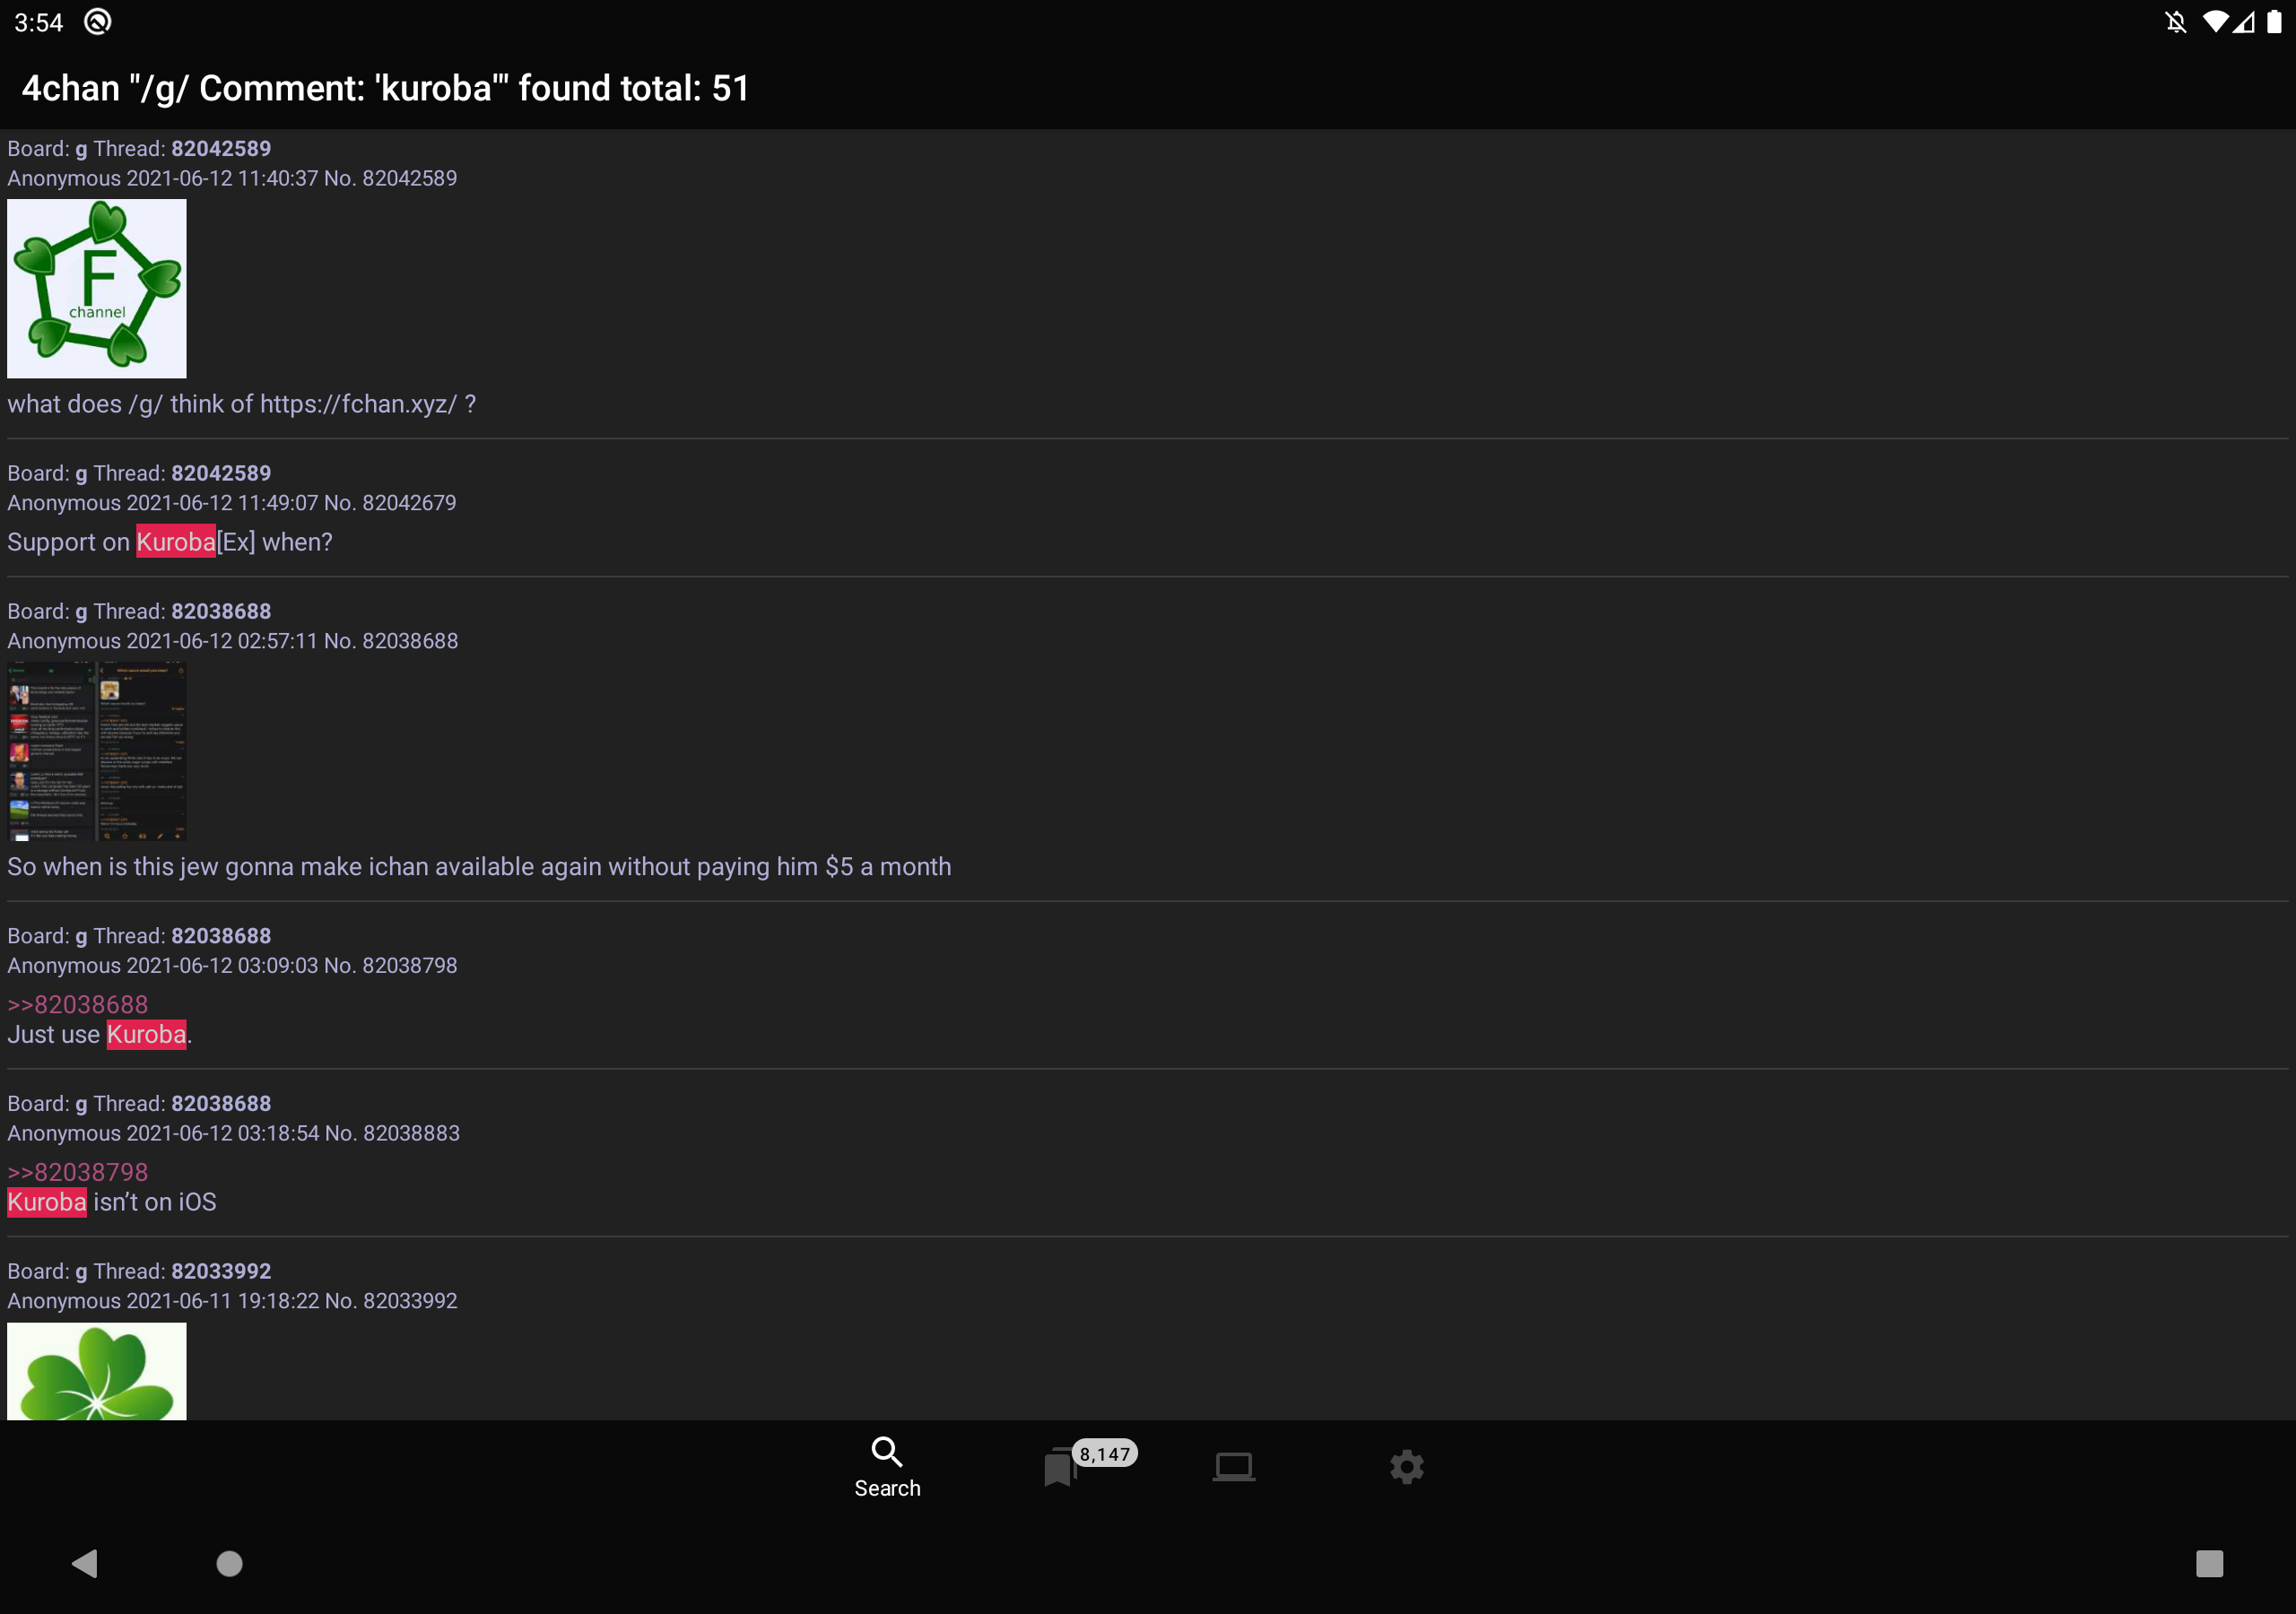 3:54
4chan "/g/ Comment: 'kuroba'" found total: 51
Board: g Thread: 82042589
Anonymous 2021-06-12 11:40:37 No. 82042589
F
channel
what does /g/ think of https://fchan.xyz/ ?
Board: g Thread: 82042589
Anonymous 2021-06-12 11:49:07 No. 82042679
Support on Kuroba[Ex] when?
Board: g Thread: 82038688
Anonymous 2021-06-12 02:57:11 No. 82038688
So when is this jew gonna make ichan available again without paying him $5 a month
Board: g Thread: 82038688
Anonymous 2021-06-12 03:09:03 No. 82038798
>>82038688
Just use Kuroba.
Board: g Thread: 82038688
Anonymous 2021-06-12 03:18:54 No. 82038883
>>82038798
Kuroba isn’t on iOS
Board: g Thread: 82033992
Anonymous 2021-06-11 19:18:22 No. 82033992
8,147
Search